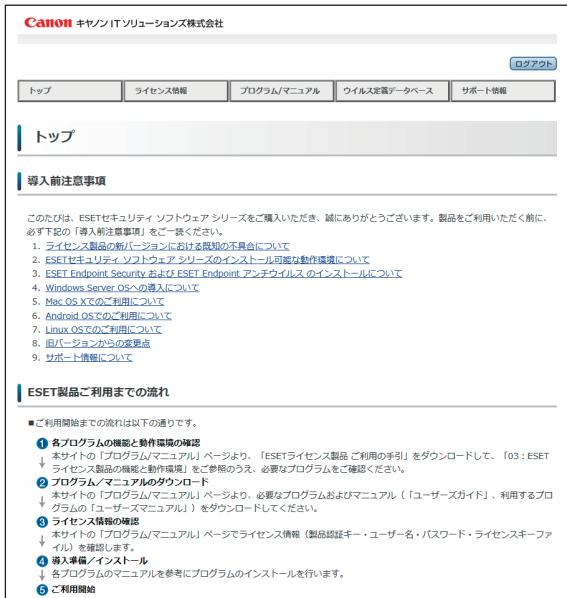 Canon キヤノン ITソリューションズ株式会社
ログアウト
トップ ライセンス情報 プログラム/マニュアル ウイルス定義データベース サポート情報
トップ
導入前注意事項
このたびは、ESETセキュリティ ソフトウェア シリーズをご購入いただき、誠にありがとうございます。製品をご利用いただく前に、
必ず下記の「導入前注意事項」をご一読ください。
1. ライセンス製品の新バージョンにおける既知の不具合について
2. ESETセキュリティ ソフトウェア シリーズのインストール可能な動作環境について
3. ESET Endpoint Security および ESET Endpoint アンチウイルス のインストールについて
4. Windows Server OSへの導入について
5. Mac OS Xでのご利用について
6. Android OSでのご利用について
7. Linux OSでのご利用について
8. 旧バージョンからの変更点
9. サポート情報について
ESET製品ご利用までの流れ
■ご利用開始までの流れは以下の通りです。
1 各プログラムの機能と動作環境の確認
↓ 本サイトの「プログラム/マニュアル」ページより、「ESETライセンス製品 ご利用の手引」をダウンロードして、「03：ESET
ライセンス製品の機能と動作環境」をご参照のうえ、必要なプログラムをご確認ください。
2 プログラム／マニュアルのダウンロード
↓ 本サイトの「プログラム/マニュアル」ページより、必要なプログラムおよびマニュアル（「ユーザーズガイド」、利用するプロ
グラムの「ユーザーズマニュアル」）をダウンロードしてください。
3 ライセンス情報の確認
↓ 本サイトの「プログラム/マニュアル」ページでライセンス情報（製品認証キー・ユーザー名・パスワード・ライセンスキーファ
イル）を確認します。
4 導入準備／インストール
↓ 各プログラムのマニュアルを参考にプログラムのインストールを行います。
5 ご利用開始